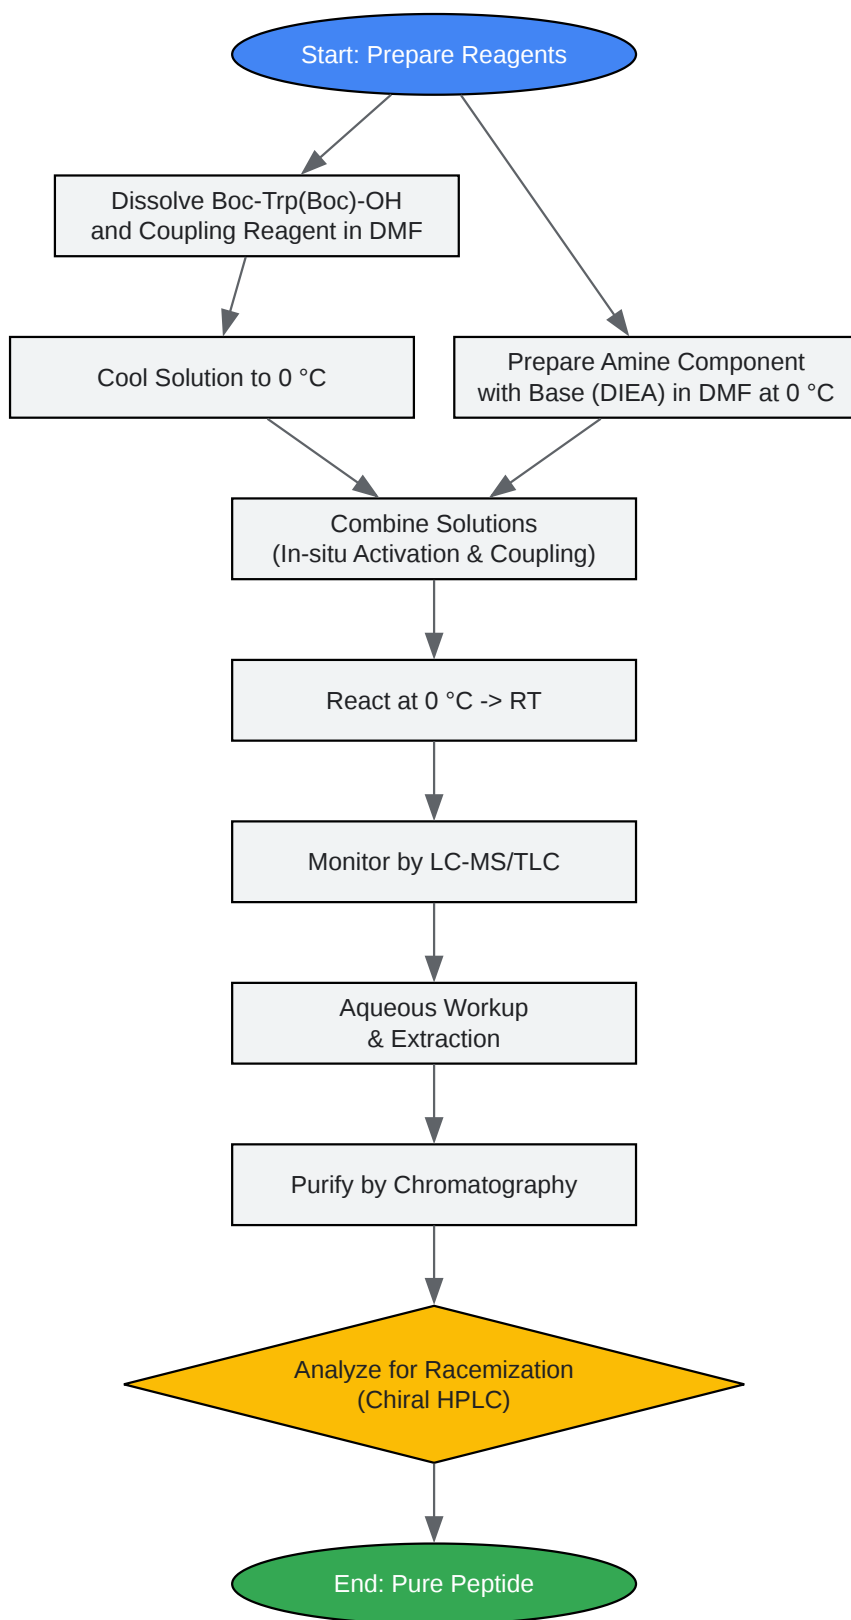 Start: Prepare Reagents
Dissolve Boc-Trp(Boc)-OH
and Coupling Reagent in DMF
Cool Solution to 0 °C
Prepare Amine Component
with Base (DIEA) in DMF at 0 °C
Combine Solutions
(In-situ Activation & Coupling)
React at 0 °C -> RT
Monitor by LC-MS/TLC
Aqueous Workup
& Extraction
Purify by Chromatography
Analyze for Racemization
(Chiral HPLC)
End: Pure Peptide